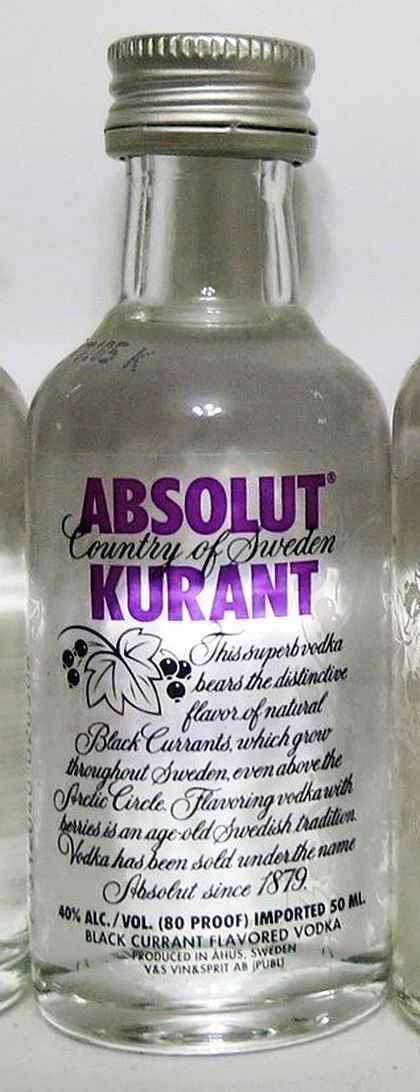 ABSOLUT®
Country of Sweden
KURANT
This superb vodka
bears the distinctive
flavor of natural
Black Currants, which grow
throughout Sweden, even above the
Arctic Circle. Flavoring vodka with
berries is an age-old Swedish tradition.
Vodka has been sold under the name
Absolut since 1879.
40% ALC./VOL. (80 PROOF) IMPORTED 50 ML.
BLACK CURRANT FLAVORED VODKA
PRODUCED IN AHUS, SWEDEN
V&S VIN&SPRIT AB (PUBL)